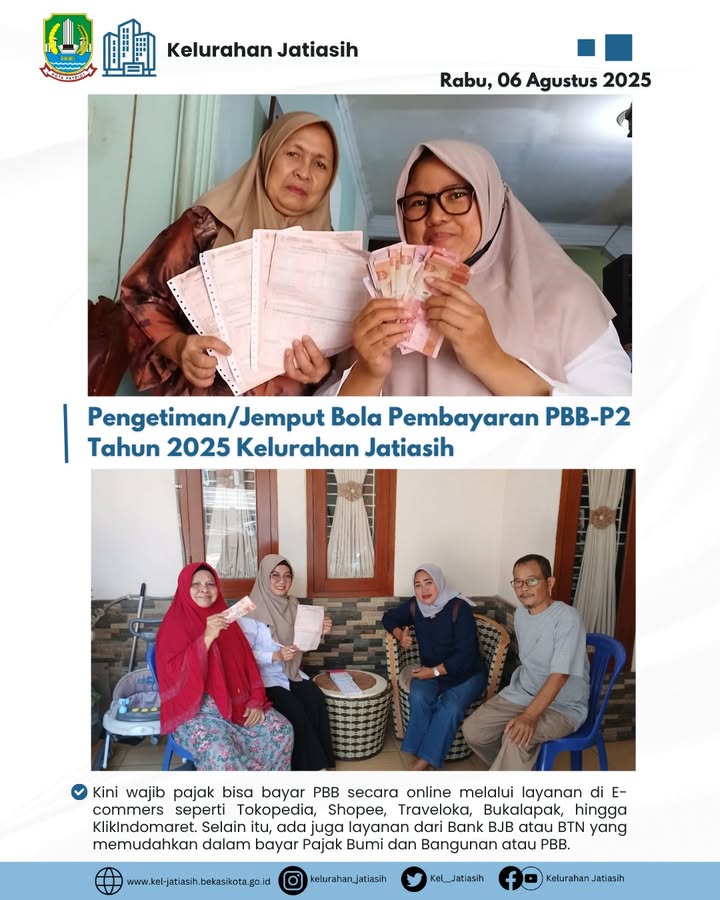 Kelurahan Jatiasih
Rabu, 06 Agustus 2025
Pengetiman/Jemput Bola Pembayaran PBB-P2
Tahun 2025 Kelurahan Jatiasih
Kini wajib pajak bisa bayar PBB secara online melalui layanan di E-
commers seperti Tokopedia, Shopee, Traveloka, Bukalapak, hingga
KlikIndomaret. Selain itu, ada juga layanan dari Bank BJB atau BTN yang
memudahkan dalam bayar Pajak Bumi dan Bangunan atau PBB.
www.kel-jatiasih.bekasikota.go.id
kelurahan_jatiasih
Kel__Jatiasih
Kelurahan Jatiasih